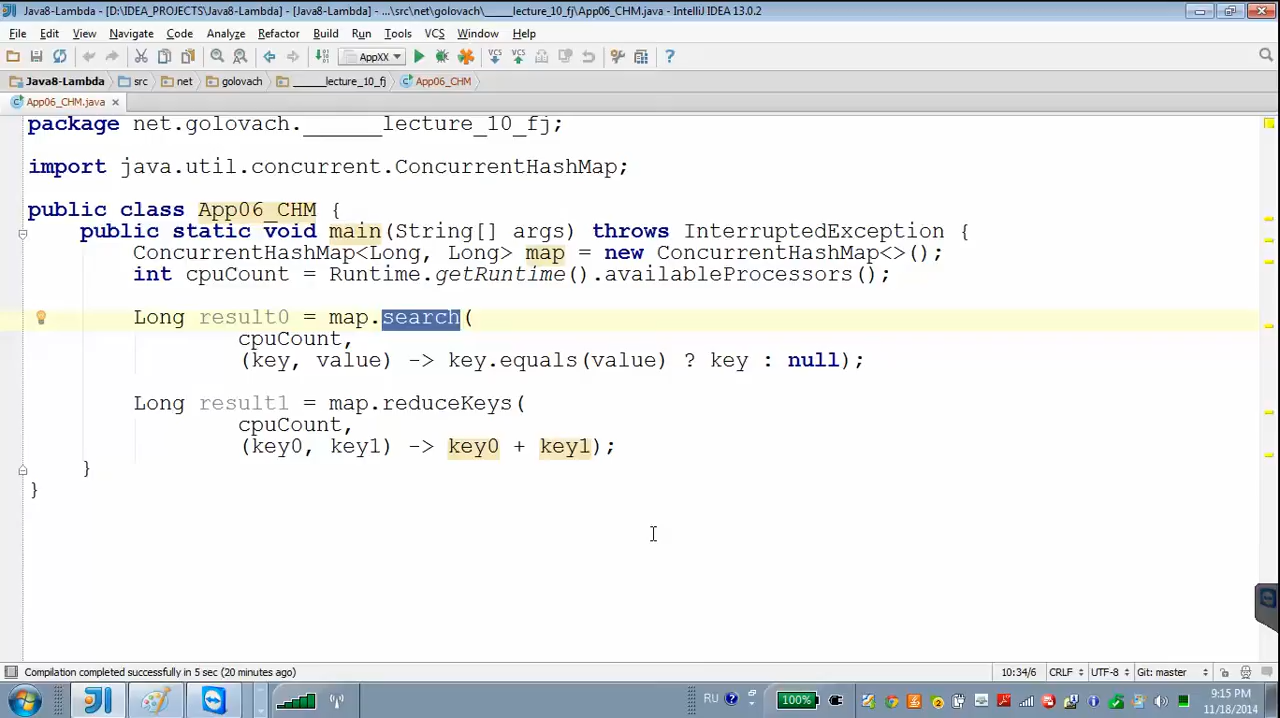 Java8-Lambda - [D:\IDEA_PROJECTS\Java8-Lambda] - [Java8-Lambda] - ...\src\net\golovach\_____lecture_10_fj\App06_CHM.java - IntelliJ IDEA 13.0.2
File Edit View Navigate Code Analyze Refactor Build Run Tools VCS Window Help
AppXX
VCS VCS
Java8-Lambda src net golovach ______lecture_10_fj App06_CHM
App06_CHM.java
package net.golovach.______lecture_10_fj;
import java.util.concurrent.ConcurrentHashMap;
public class App06_CHM {
public static void main(String[] args) throws InterruptedException {
ConcurrentHashMap<Long, Long> map = new ConcurrentHashMap<>();
int cpuCount = Runtime.getRuntime().availableProcessors();
Long result0 = map.search(
cpuCount,
(key, value) -> key.equals(value) ? key : null);
Long result1 = map.reduceKeys(
cpuCount,
(key0, key1) -> key0 + key1);
}
}
Compilation completed successfully in 5 sec (20 minutes ago) 10:34/6 CRLF UTF-8 Git: master
RU 100% 9:15 PM
11/18/2014